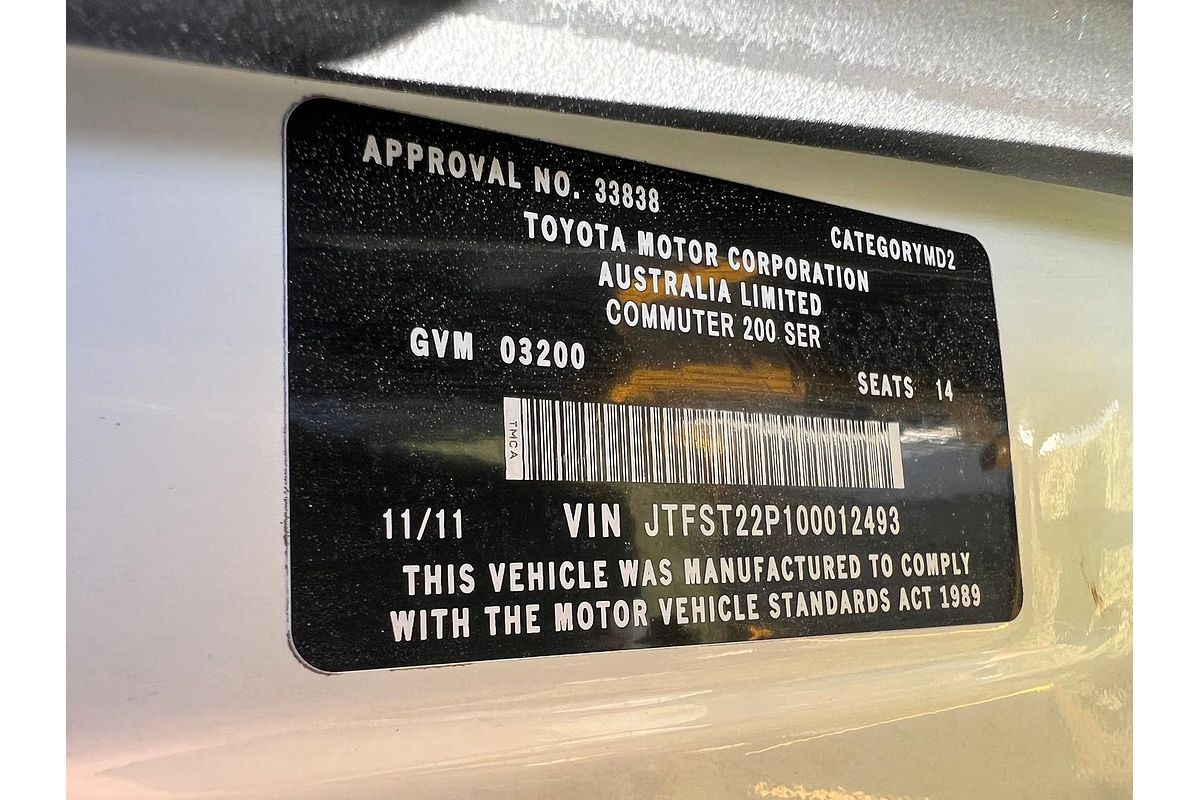 APPROVAL NO. 33838
CATEGORYMD2
TOYOTA MOTOR CORPORATION
AUSTRALIA LIMITED
COMMUTER 200 SER
GVM 03200
SEATS 14
TMCA
11/11 VIN JTFST22P100012493
THIS VEHICLE WAS MANUFACTURED TO COMPLY
WITH THE MOTOR VEHICLE STANDARDS ACT 1989